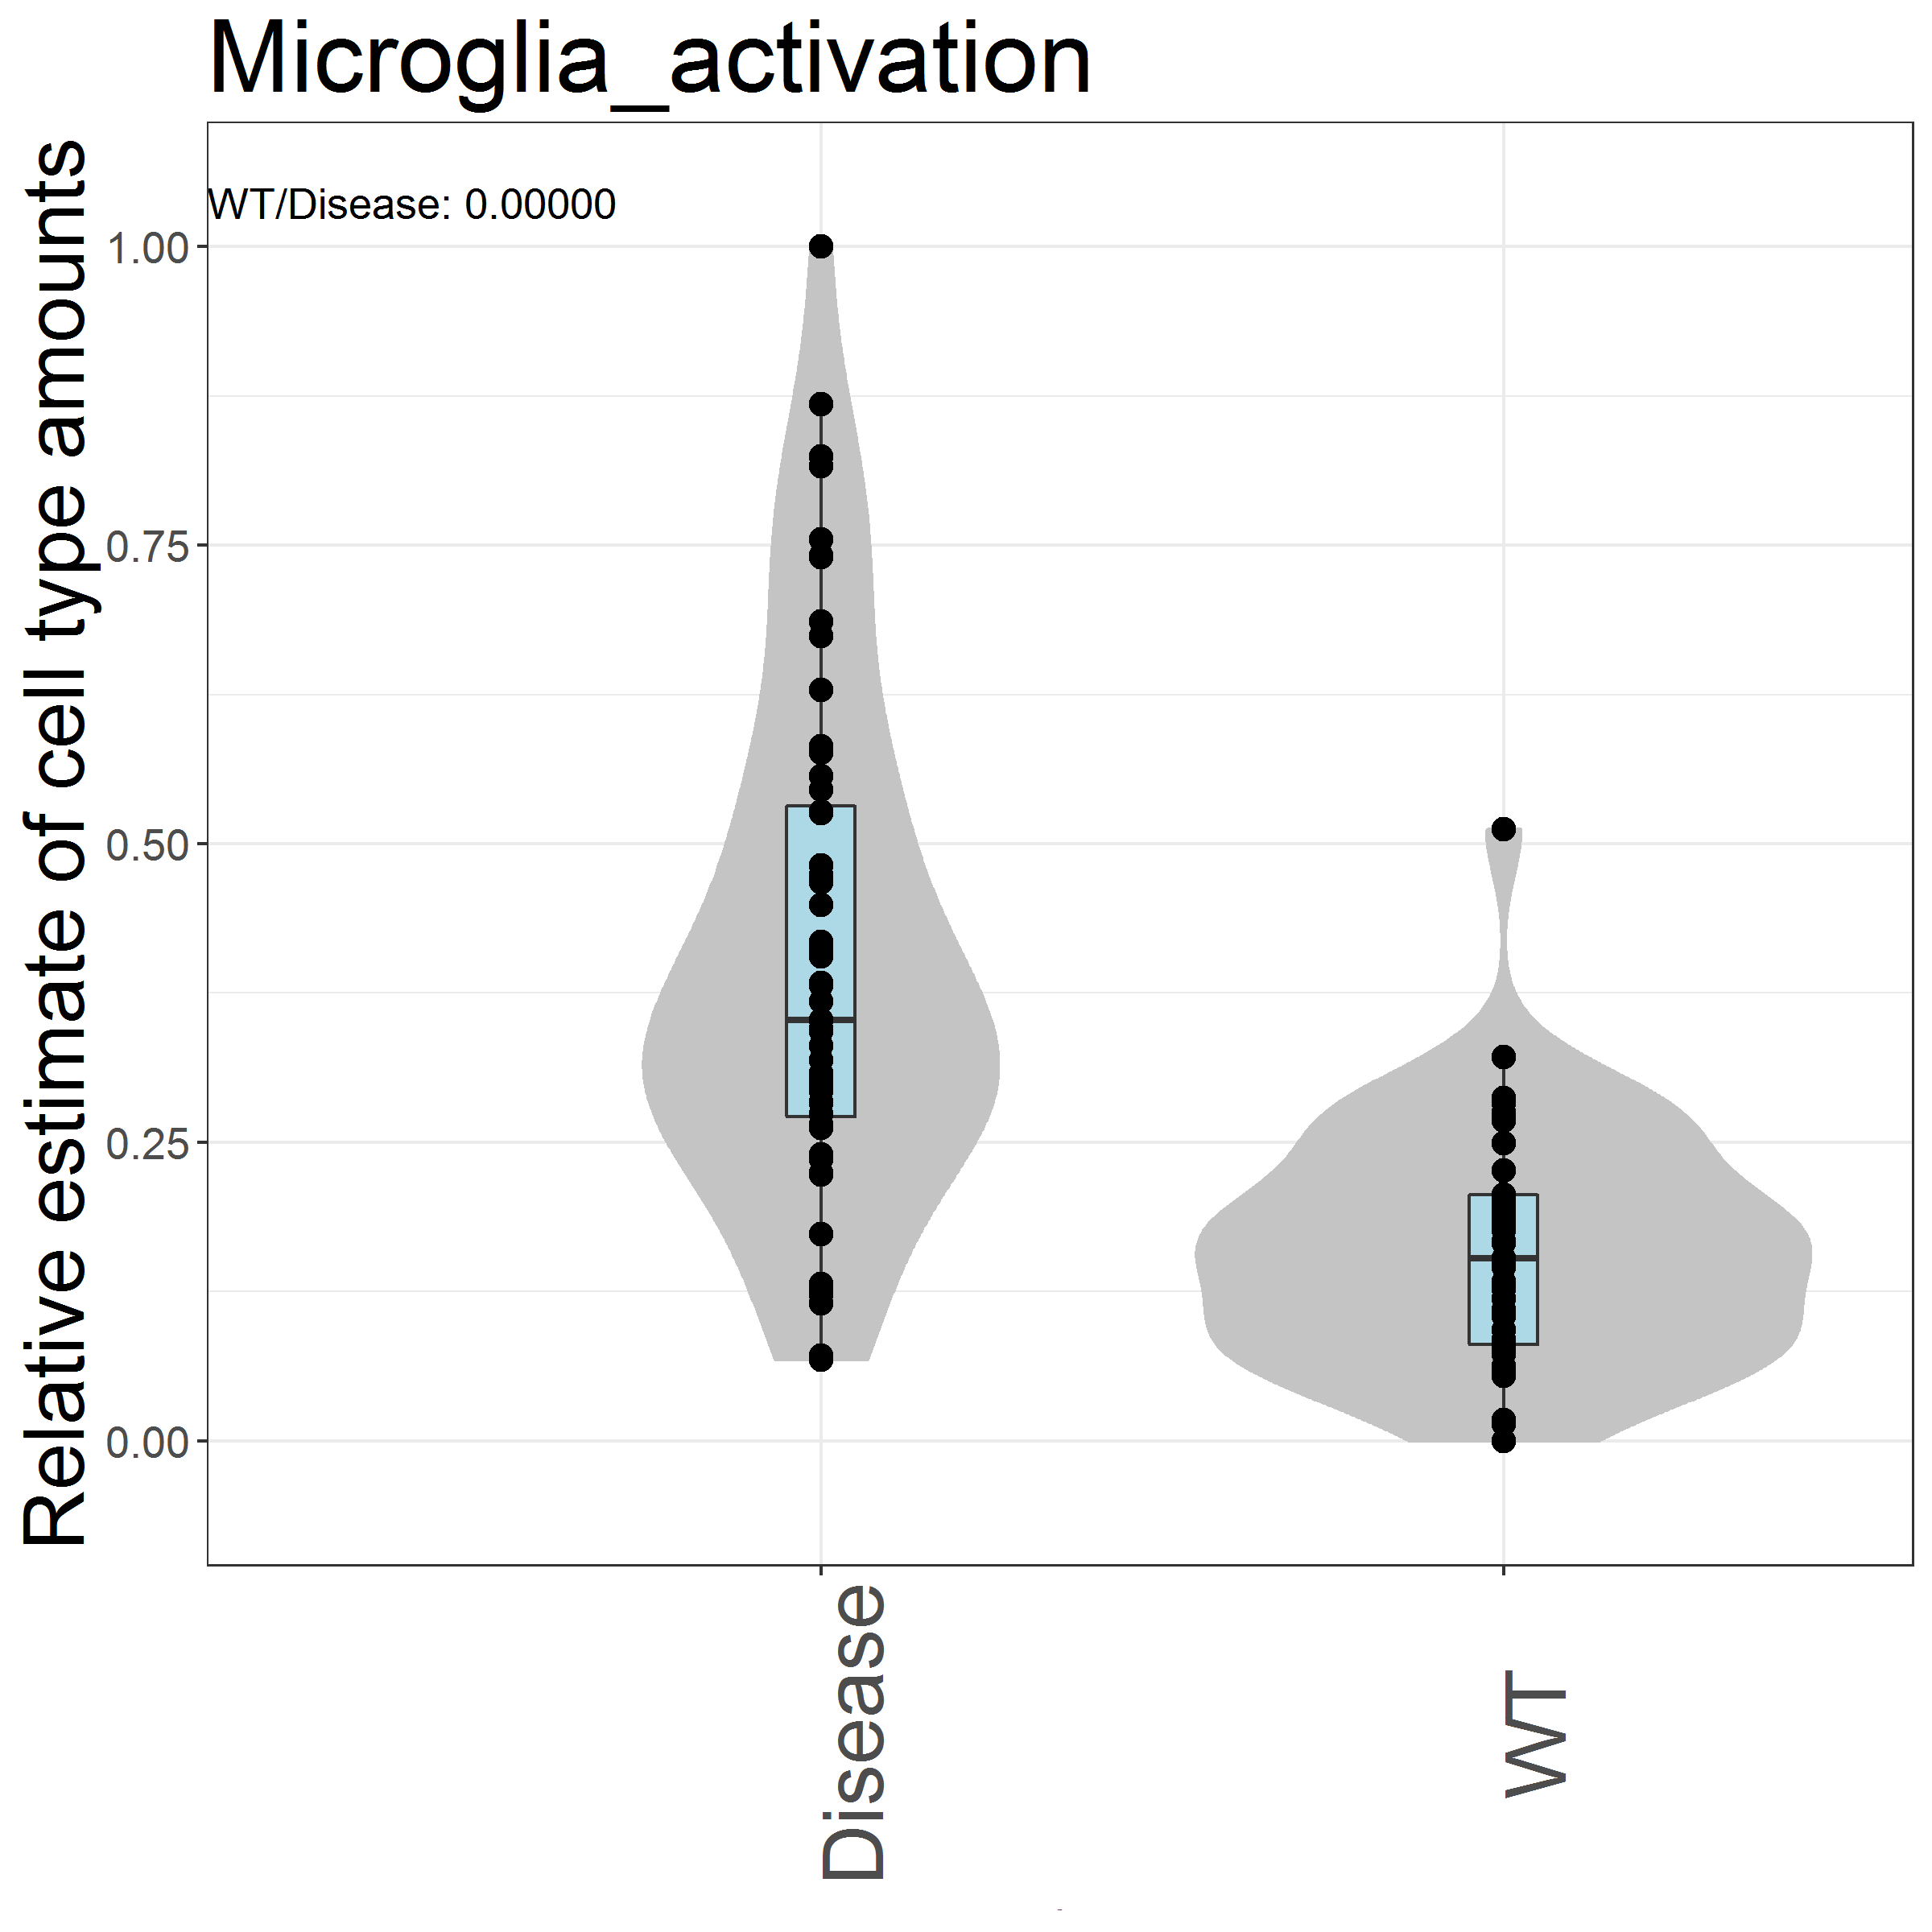 Microglia_activation
Relative estimate of cell type amounts
WT/Disease: 0.00000
1.00
0.75
0.50
0.25
0.00
Disease
WT